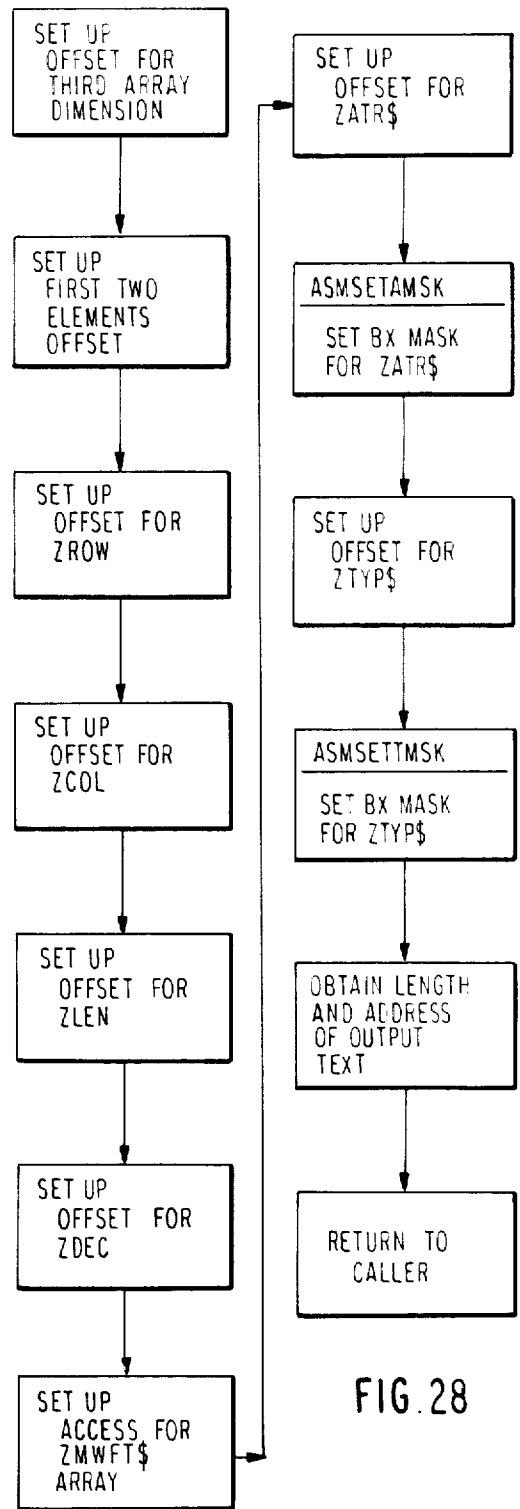 SET UP
OFFSET FOR
THIRD ARRAY
DIMENSION
SET UP
FIRST TWO
ELEMENTS
OFFSET
SET UP
OFFSET FOR
ZROW
SET UP
OFFSET FOR
ZCOL
SET UP
OFFSET FOR
ZLEN
SET UP
OFFSET FOR
ZDEC
SET UP
ACCESS FOR
ZMWFT$
ARRAY
SET UP
OFFSET FOR
ZATR$
ASMSETAMSK
SET BX MASK
FOR ZATR$
SET UP
OFFSET FOR
ZTYP$
ASMSETTMSK
SET BX MASK
FOR ZTYP$
OBTAIN LENGTH
AND ADDRESS
OF OUTPUT
TEXT
RETURN TO
CALLER
FIG.28